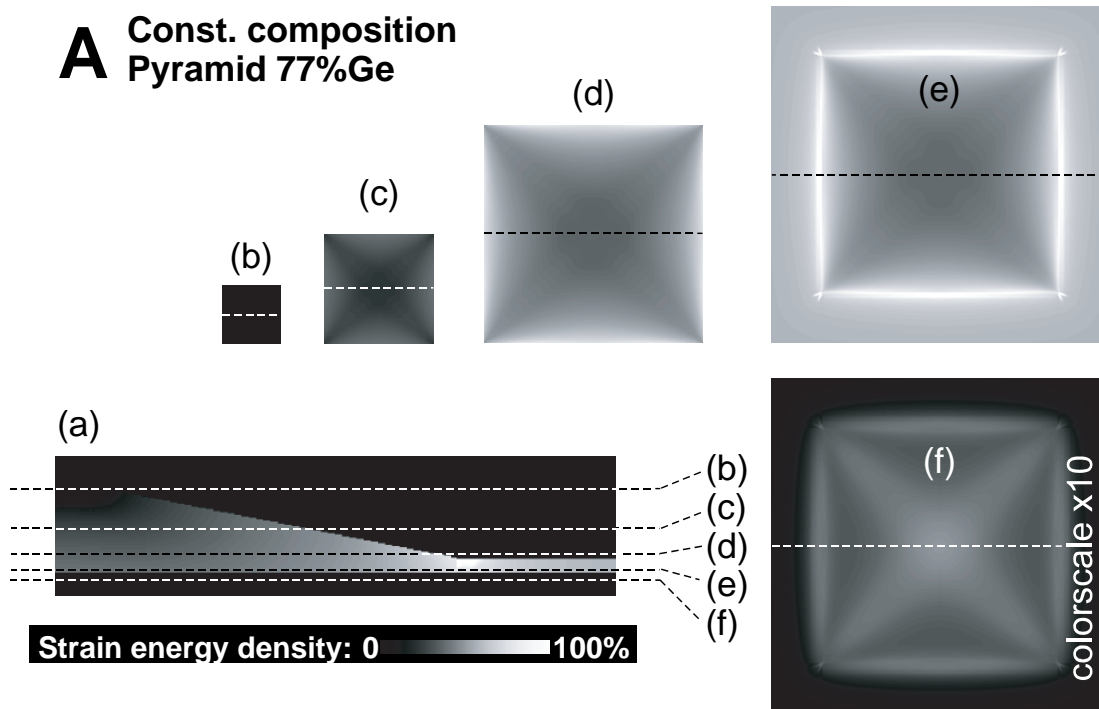 A Const. composition
Pyramid 77%Ge
(b)
(c)
(d)
(e)
(a)
(b)
(c)
(d)
(e)
(f)
(f)
colorscale x10
Strain energy density: 0 100%